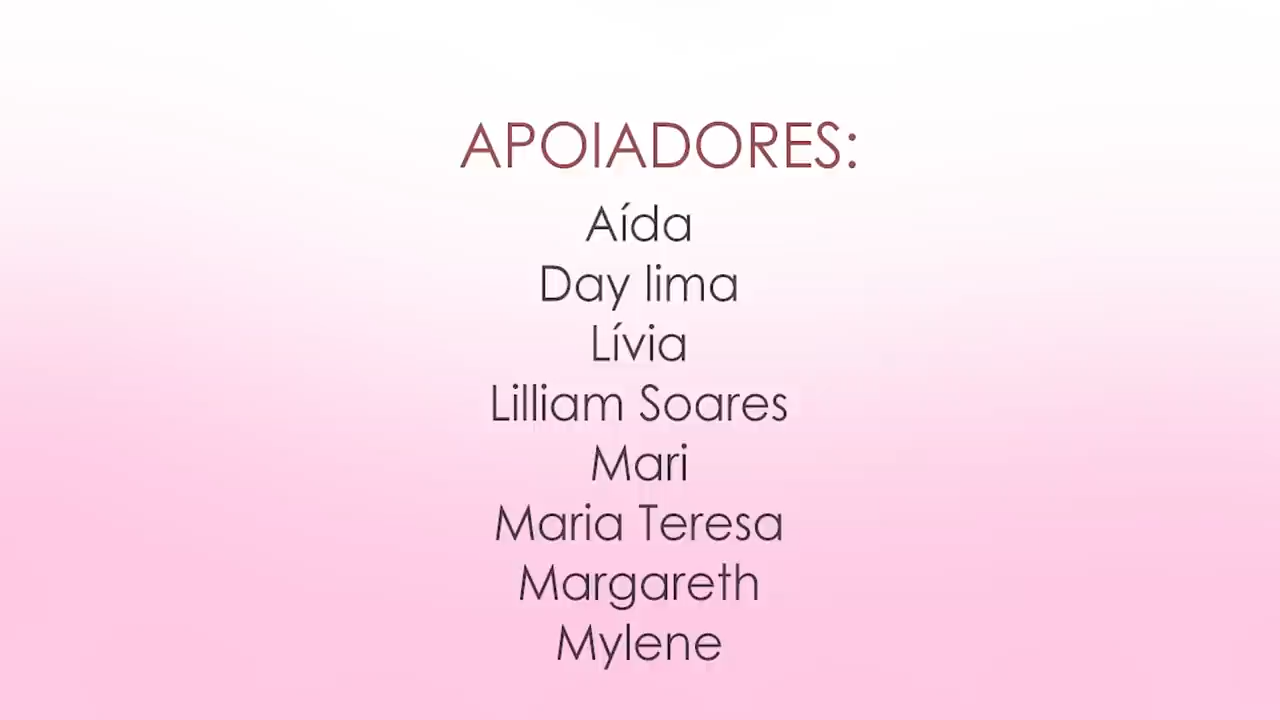 APOIADORES:
Aída
Day lima
Lívia
Lilliam Soares
Mari
Maria Teresa
Margareth
Mylene